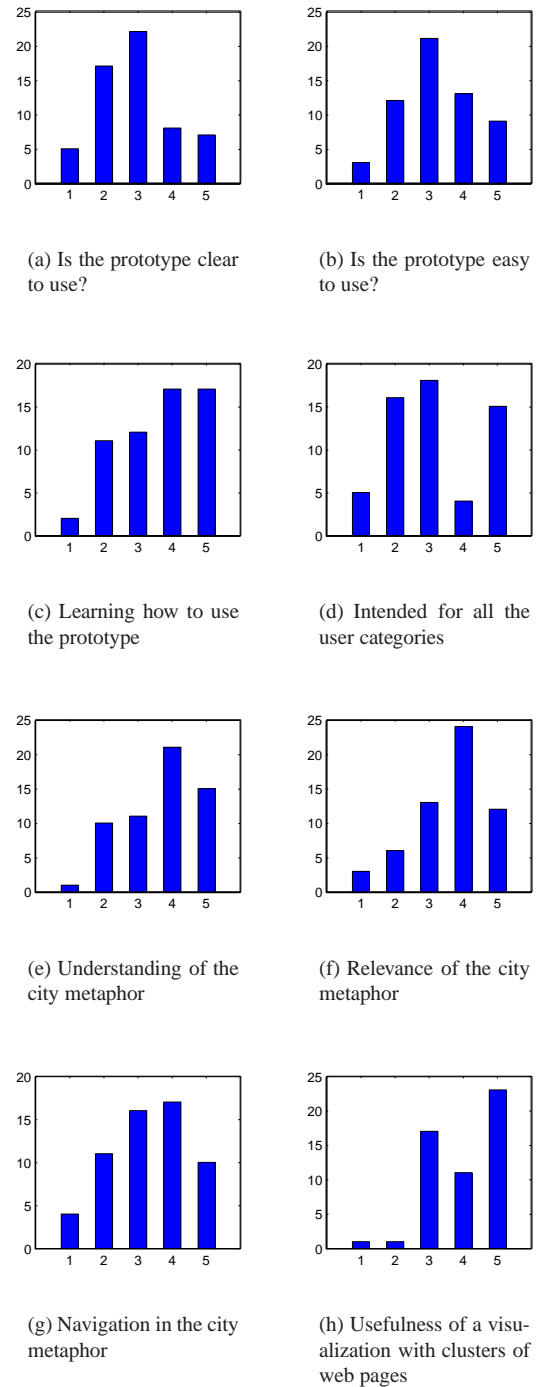 25
20
15
10
5
0
1 2 3 4 5
(a) Is the prototype clear
to use?
25
20
15
10
5
0
1 2 3 4 5
(b) Is the prototype easy
to use?
20
15
10
5
0
1 2 3 4 5
(c) Learning how to use
the prototype
20
15
10
5
0
1 2 3 4 5
(d) Intended for all the
user categories
25
20
15
10
5
0
1 2 3 4 5
(e) Understanding of the
city metaphor
25
20
15
10
5
0
1 2 3 4 5
(f) Relevance of the city
metaphor
20
15
10
5
0
1 2 3 4 5
(g) Navigation in the city
metaphor
25
20
15
10
5
0
1 2 3 4 5
(h) Usefulness of a visu-
alization with clusters of
web pages